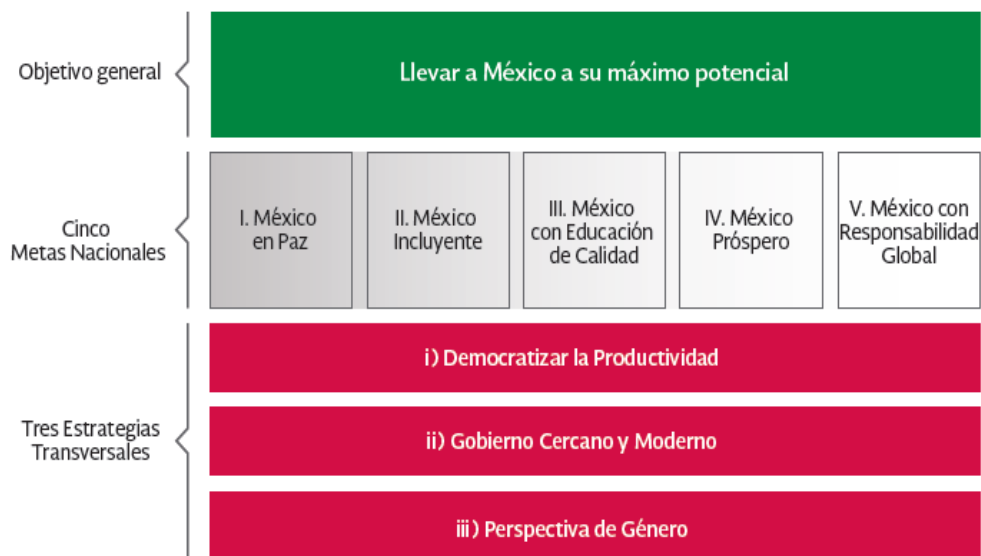 Objetivo general
Llevar a México a su máximo potencial
Cinco
Metas Nacionales
I. México
en Paz
II. México
Incluyente
III. México
con Educación
de Calidad
IV. México
Próspero
V. México con
Responsabilidad
Global
Tres Estrategias
Transversales
i) Democratizar la Productividad
ii) Gobierno Cercano y Moderno
iii) Perspectiva de Género